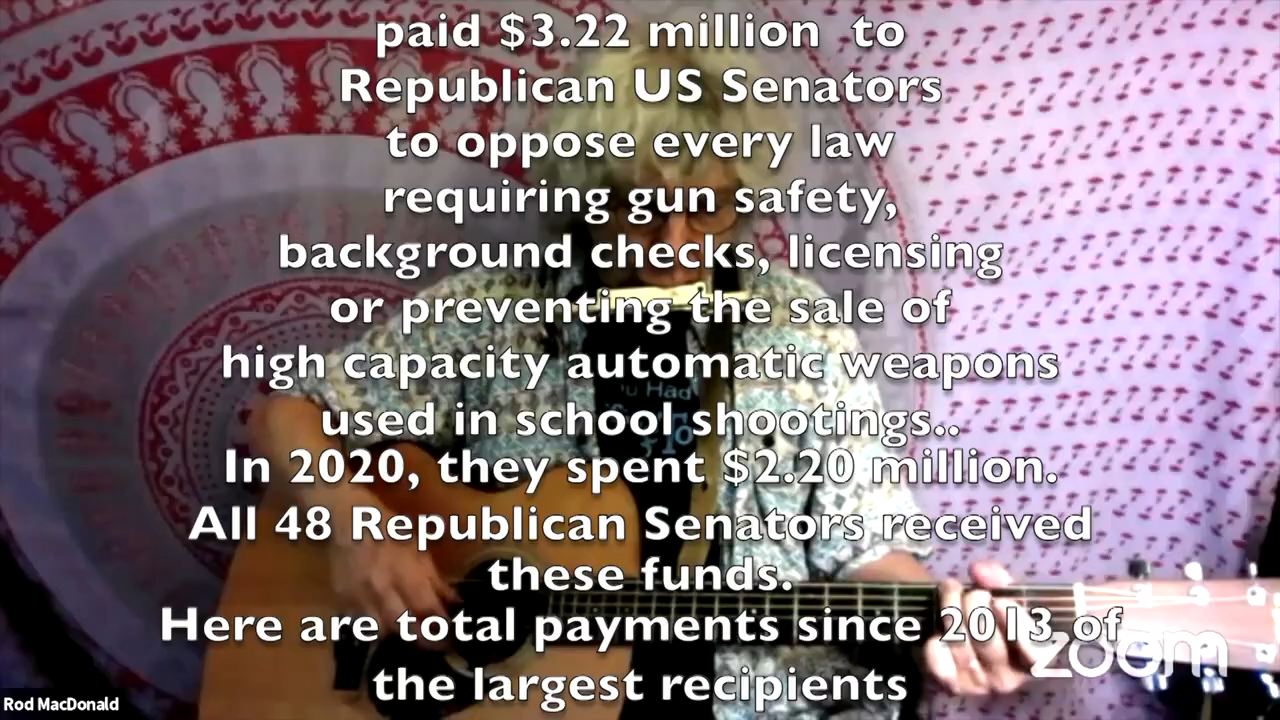 paid $3.22 million to
Republican US Senators
to oppose every law
requiring gun safety,
background checks, licensing
or preventing the sale of
high capacity automatic weapons
used in school shootings..
In 2020, they spent $2.20 million.
All 48 Republican Senators received
these funds.
Here are total payments since 2013 of
the largest recipients
u Had
zoom
Rod MacDonald